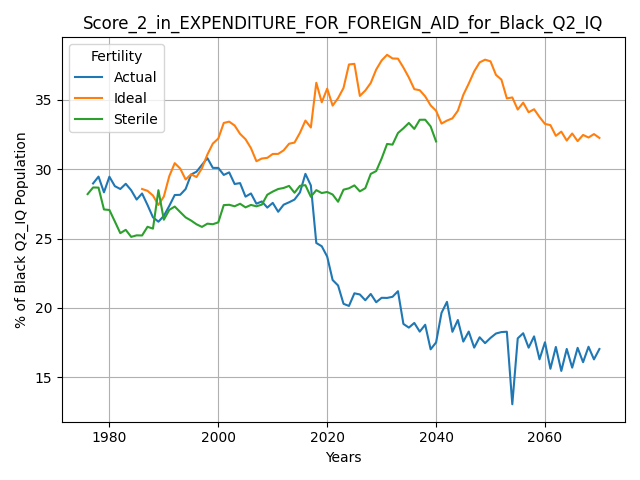 Score_2_in_EXPENDITURE_FOR_FOREIGN_AID_for_Black_Q2_IQ
Fertility
Actual
Ideal
Sterile
% of Black Q2_IQ Population
35
30
25
20
15
1980
2000
2020
2040
2060
Years